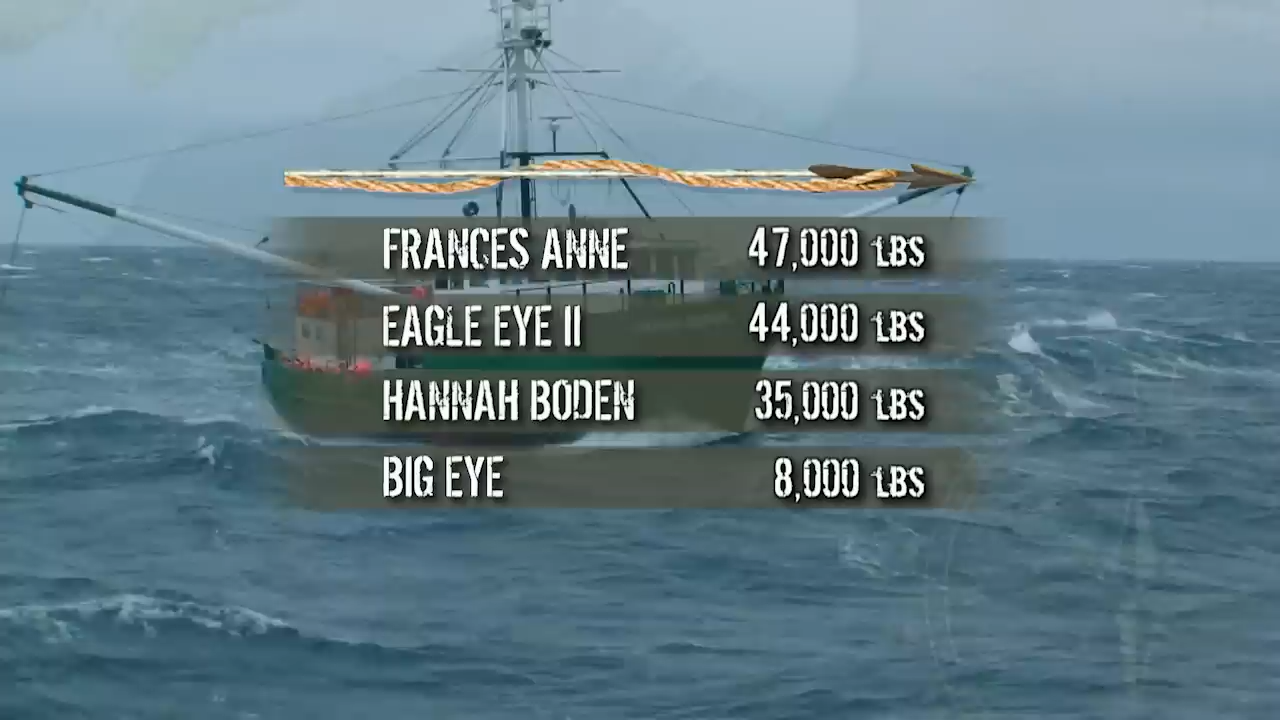 FRANCES ANNE 47,000 LBS
EAGLE EYE II 44,000 LBS
HANNAH BODEN 35,000 LBS
BIG EYE 8,000 LBS